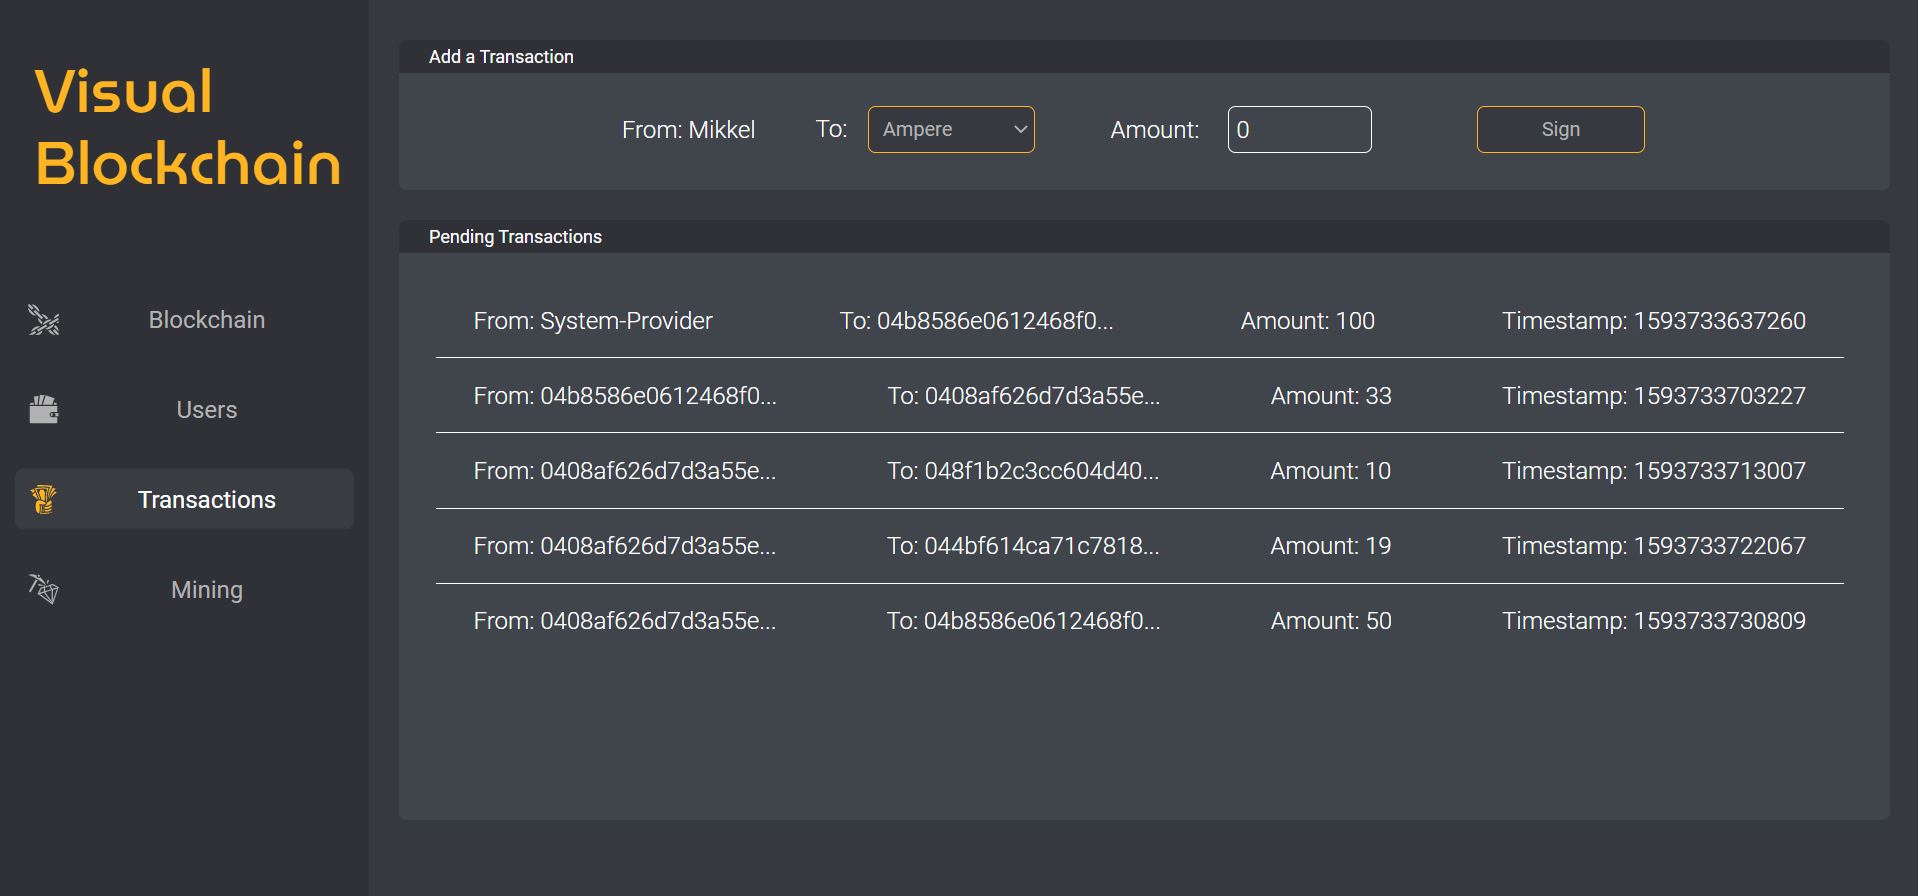 Visual
Blockchain
Blockchain
Users
Transactions
Mining
Add a Transaction
From: Mikkel To: Ampere Amount: 0 Sign
Pending Transactions
From: System-Provider To: 04b8586e0612468f0... Amount: 100 Timestamp: 1593733637260
From: 04b8586e0612468f0... To: 0408af626d7d3a55e... Amount: 33 Timestamp: 1593733703227
From: 0408af626d7d3a55e... To: 048f1b2c3cc604d40... Amount: 10 Timestamp: 1593733713007
From: 0408af626d7d3a55e... To: 044bf614ca71c7818... Amount: 19 Timestamp: 1593733722067
From: 0408af626d7d3a55e... To: 04b8586e0612468f0... Amount: 50 Timestamp: 1593733730809